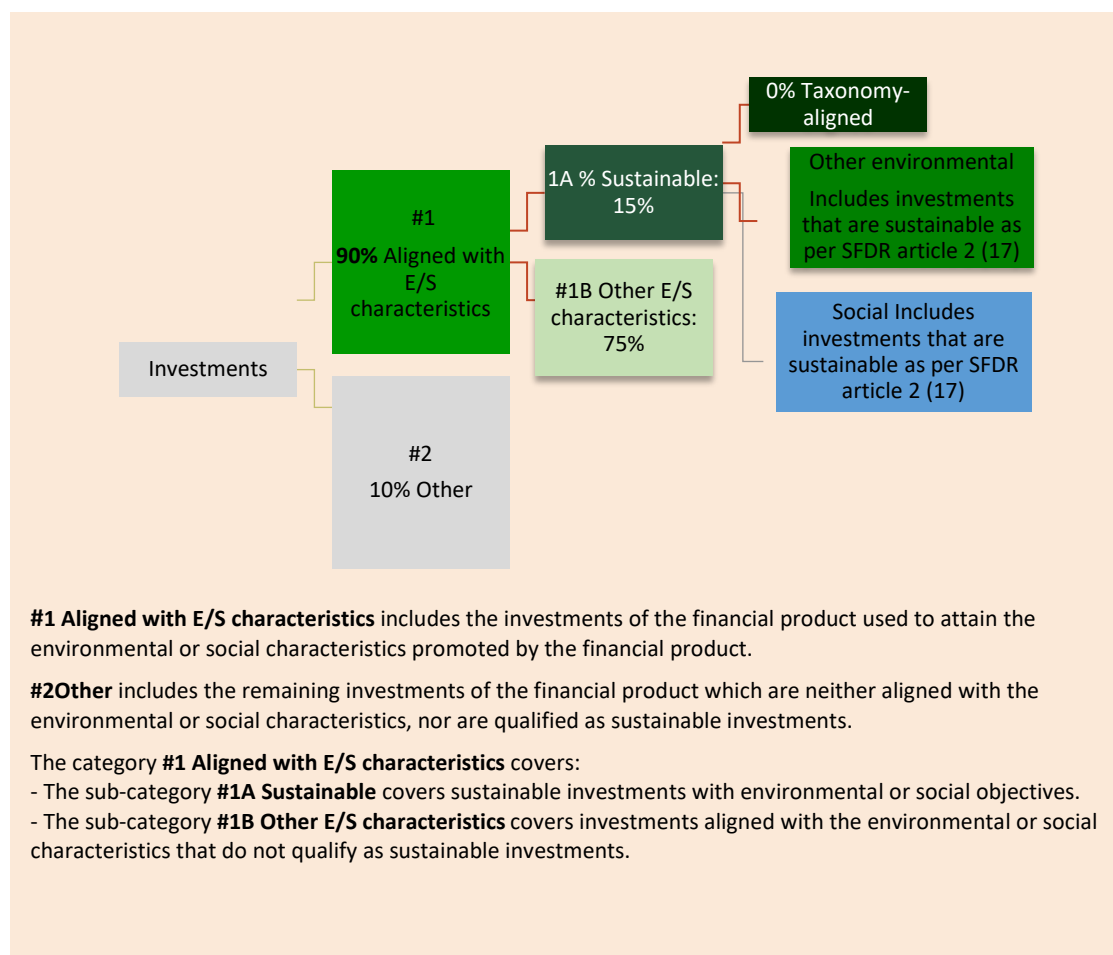 Investments
#1
90% Aligned with
E/S
characteristics
#2
10% Other
1A % Sustainable:
15%
#1B Other E/S
characteristics:
75%
0% Taxonomy-
aligned
Other environmental
Includes investments
that are sustainable as
per SFDR article 2 (17)
Social Includes
investments that are
sustainable as per SFDR
article 2 (17)
#1 Aligned with E/S characteristics includes the investments of the financial product used to attain the
environmental or social characteristics promoted by the financial product.
#2Other includes the remaining investments of the financial product which are neither aligned with the
environmental or social characteristics, nor are qualified as sustainable investments.
The category #1 Aligned with E/S characteristics covers:
- The sub-category #1A Sustainable covers sustainable investments with environmental or social objectives.
- The sub-category #1B Other E/S characteristics covers investments aligned with the environmental or social
characteristics that do not qualify as sustainable investments.